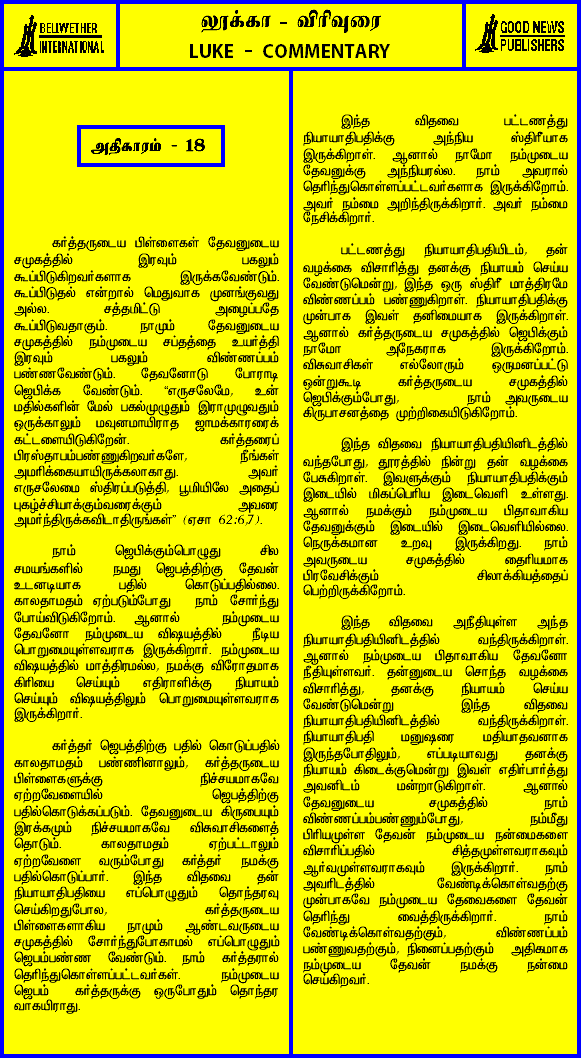 BELWETHER
INTERNATIONAL
லூக்கா - விரிவுரை
LUKE - COMMENTARY
GOOD NEWS
PUBLISHERS
அதிகாரம் - 18
கர்த்தருடைய பிள்ளைகள் தேவனுடைய
சமுகத்தில் இரவும் பகலும்
கூப்பிடுகிறவர்களாக இருக்கவேண்டும்.
கூப்பிடுதல் என்றால் மெதுவாக முனங்குவது
அல்ல. சத்தமிட்டு அழைப்பதே
கூப்பிடுவதாகும். நாமும் தேவனுடைய
சமுகத்தில் நம்முடைய சப்தத்தை உயர்த்தி
இரவும் பகலும் விண்ணப்பம்
பண்ணவேண்டும். தேவனோடு போராடி
ஜெபிக்க வேண்டும். "எருசலேமே, உன்
மதில்களின் மேல் பகல்முழுதும் இராமுழுவதும்
ஒருக்காலும் மவுனமாயிராத ஜாமக்காரரைக்
கட்டளையிடுகிறேன். கர்த்தரைப்
பிரஸ்தாபம்பண்ணுகிறவர்களே, நீங்கள்
அமரிக்கையாயிருக்கலாகாது. அவர்
எருசலேமை ஸ்திரப்படுத்தி, பூமியிலே அதைப்
புகழ்ச்சியாக்கும்வரைக்கும் அவரை
அமர்ந்திருக்கவிடாதிருங்கள்" (ஏசா 62:6,7).
நாம் ஜெபிக்கும்பொழுது சில
சமயங்களில் நமது ஜெபத்திற்கு தேவன்
உடனடியாக பதில் கொடுப்பதில்லை.
காலதாமதம் ஏற்படும்போது நாம் சோர்ந்து
போய்விடுகிறோம். ஆனால் நம்முடைய
தேவனோ நம்முடைய விஷயத்தில் நீடிய
பொறுமையுள்ளவராக இருக்கிறார். நம்முடைய
விஷயத்தில் மாத்திரமல்ல, நமக்கு விரோதமாக
கிரியை செய்யும் எதிராளிக்கு நியாயம்
செய்யும் விஷயத்திலும் பொறுமையுள்ளவராக
இருக்கிறார்.
கர்த்தர் ஜெபத்திற்கு பதில் கொடுப்பதில்
காலதாமதம் பண்ணினாலும், கர்த்தருடைய
பிள்ளைகளுக்கு நிச்சயமாகவே
ஏற்றவேளையில் ஜெபத்திற்கு
பதில்கொடுக்கப்படும். தேவனுடைய கிருபையும்
இரக்கமும் நிச்சயமாகவே விசுவாசிகளைத்
தொடும். காலதாமதம் ஏற்பட்டாலும்
ஏற்றவேளை வரும்போது கர்த்தர் நமக்கு
பதில்கொடுப்பார். இந்த விதவை தன்
நியாயாதிபதியை எப்பொழுதும் தொந்தரவு
செய்கிறதுபோல, கர்த்தருடைய
பிள்ளைகளாகிய நாமும் ஆண்டவருடைய
சமுகத்தில் சோர்ந்துபோகாமல் எப்பொழுதும்
ஜெபம்பண்ண வேண்டும். நாம் கர்த்தரால்
தெரிந்துகொள்ளப்பட்டவர்கள். நம்முடைய
ஜெபம் கர்த்தருக்கு ஒருபோதும் தொந்தர
வாகயிராது.
இந்த விதவை பட்டணத்து
நியாயாதிபதிக்கு அந்நிய ஸ்திரீயாக
இருக்கிறாள். ஆனால் நாமோ நம்முடைய
தேவனுக்கு அந்நியரல்ல. நாம் அவரால்
தெரிந்துகொள்ளப்பட்டவர்களாக இருக்கிறோம்.
அவர் நம்மை அறிந்திருக்கிறார். அவர் நம்மை
நேசிக்கிறார்.
பட்டணத்து நியாயாதிபதியிடம், தன்
வழக்கை விசாரித்து தனக்கு நியாயம் செய்ய
வேண்டுமென்று, இந்த ஒரு ஸ்திரீ மாத்திரமே
விண்ணப்பம் பண்ணுகிறாள். நியாயாதிபதிக்கு
முன்பாக இவள் தனிமையாக இருக்கிறாள்.
ஆனால் கர்த்தருடைய சமுகத்தில் ஜெபிக்கும்
நாமோ அநேகராக இருக்கிறோம்.
விசுவாசிகள் எல்லோரும் ஒருமனப்பட்டு
ஒன்றுகூடி கர்த்தருடைய சமுகத்தில்
ஜெபிக்கும்போது, நாம் அவருடைய
கிருபாசனத்தை முற்றிகையிடுகிறோம்.
இந்த விதவை நியாயாதிபதியினிடத்தில்
வந்தபோது, தூரத்தில் நின்று தன் வழக்கை
பேசுகிறாள். இவளுக்கும் நியாயாதிபதிக்கும்
இடையில் மிகப்பெரிய இடைவெளி உள்ளது.
ஆனால் நமக்கும் நம்முடைய பிதாவாகிய
தேவனுக்கும் இடையில் இடைவெளியில்லை.
நெருக்கமான உறவு இருக்கிறது. நாம்
அவருடைய சமுகத்தில் தைரியமாக
பிரவேசிக்கும் சிலாக்கியத்தைப்
பெற்றிருக்கிறோம்.
இந்த விதவை அநீதியுள்ள அந்த
நியாயாதிபதியினிடத்தில் வந்திருக்கிறாள்.
ஆனால் நம்முடைய பிதாவாகிய தேவனோ
நீதியுள்ளவர். தன்னுடைய சொந்த வழக்கை
விசாரித்து, தனக்கு நியாயம் செய்ய
வேண்டுமென்று இந்த விதவை
நியாயாதிபதியினிடத்தில் வந்திருக்கிறாள்.
நியாயாதிபதி மனுஷரை மதியாதவனாக
இருந்தபோதிலும், எப்படியாவது தனக்கு
நியாயம் கிடைக்குமென்று இவள் எதிர்பார்த்து
அவனிடம் மன்றாடுகிறாள். ஆனால்
தேவனுடைய சமுகத்தில் நாம்
விண்ணப்பம்பண்ணும்போது, நம்மீது
பிரியமுள்ள தேவன் நம்முடைய நன்மைகளை
விசாரிப்பதில் சித்தமுள்ளவராகவும்
ஆர்வமுள்ளவராகவும் இருக்கிறார். நாம்
அவரிடத்தில் வேண்டிக்கொள்வதற்கு
முன்பாகவே நம்முடைய தேவைகளை தேவன்
தெரிந்து வைத்திருக்கிறார். நாம்
வேண்டிக்கொள்வதற்கும், விண்ணப்பம்
பண்ணுவதற்கும், நினைப்பதற்கும் அதிகமாக
நம்முடைய தேவன் நமக்கு நன்மை
செய்கிறவர்.